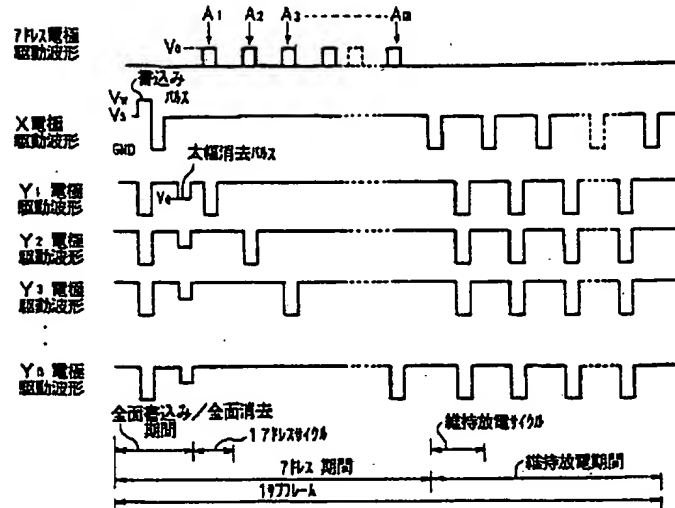 A1 A2 A3 Am
アドレス電極
駆動波形
Va
書込み
パルス
Vw
Vs
X電極
駆動波形
GND
太幅消去パルス
Y1 電極
駆動波形
Ve
Y2 電極
駆動波形
Y3 電極
駆動波形
Yn 電極
駆動波形
全面書込み/全面消去
期間
1アドレスサイクル
維持放電サイクル
アドレス 期間
維持放電期間
1サブフレーム